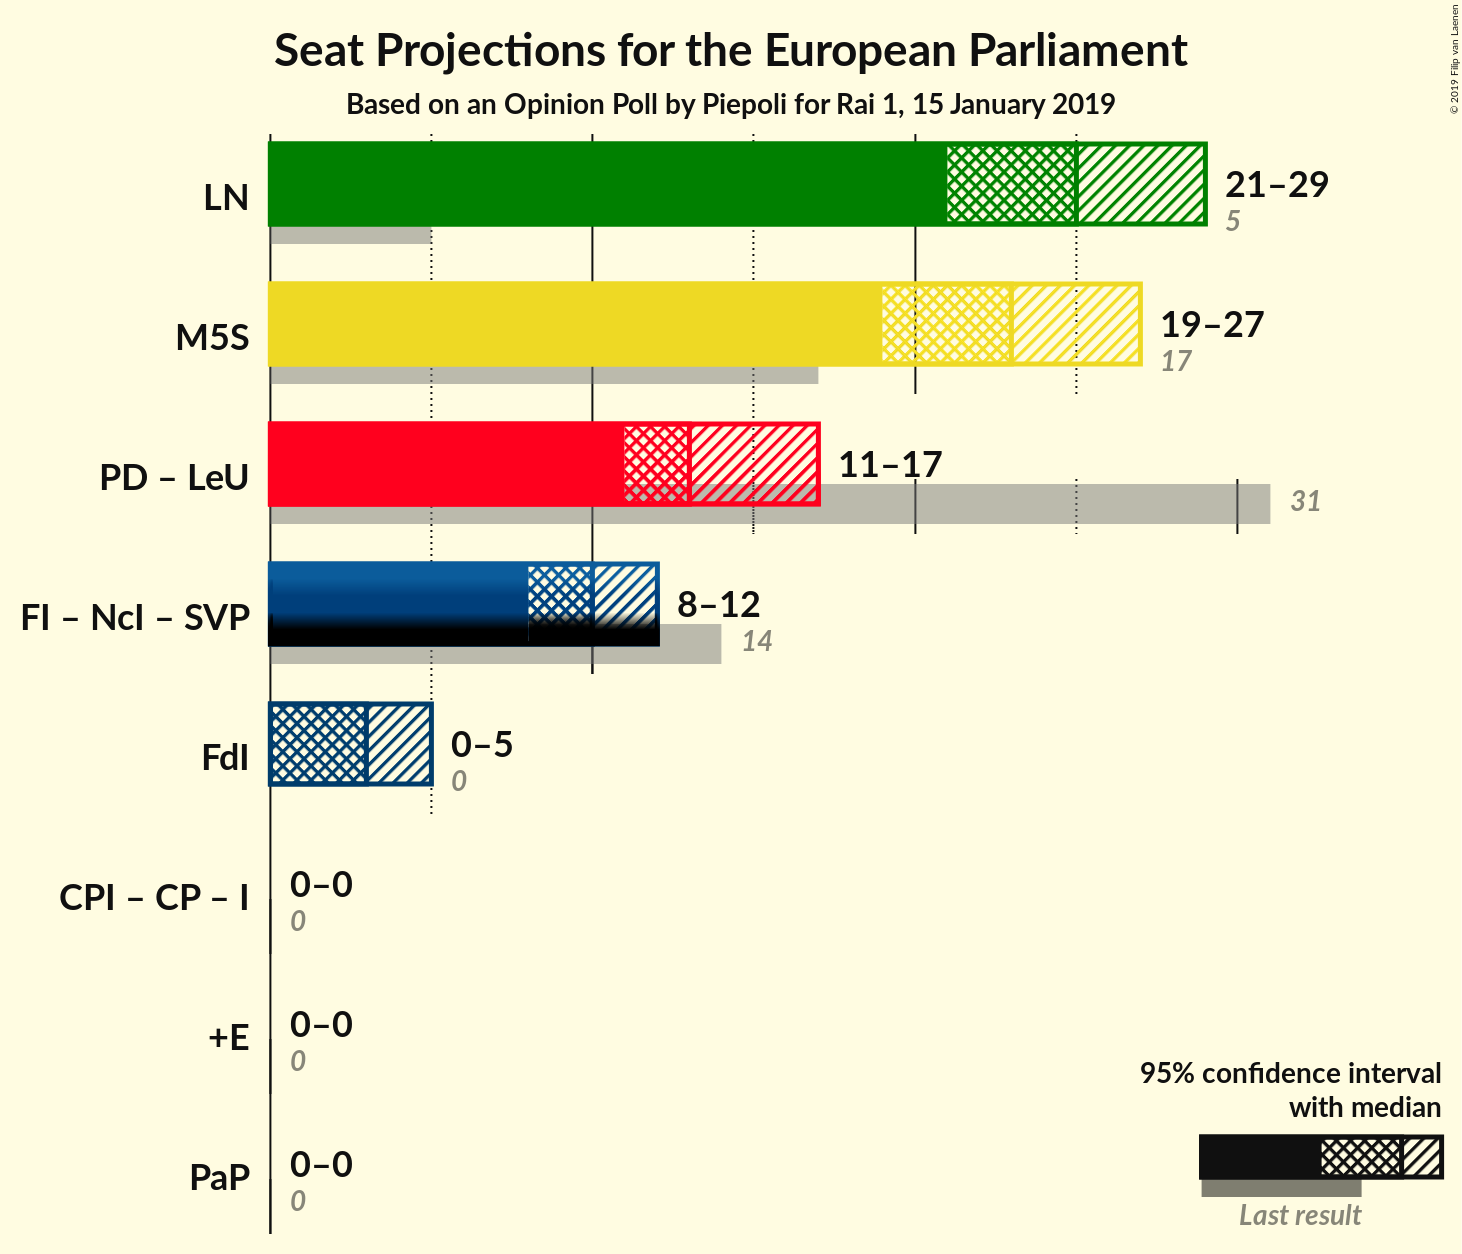 Seat Projections for the European Parliament
Based on an Opinion Poll by Piepoli for Rai 1, 15 January 2019
© 2019 Filip van Laenen
LN
21–29
5
M5S
19–27
17
PD – LeU
11–17
31
FI – NcI – SVP
8–12
14
FdI
0–5
0
CPI – CP – I
0–0
0
+E
0–0
0
PaP
0–0
0
95% confidence interval
with median
Last result